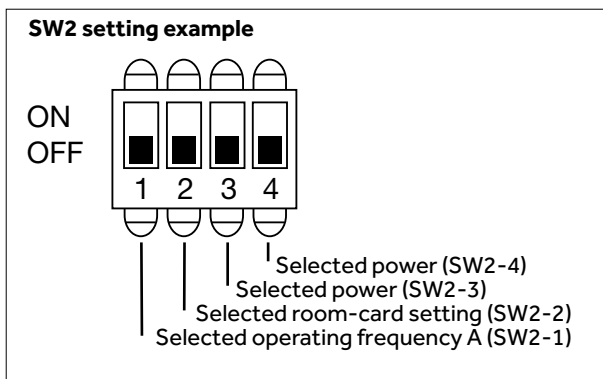 SW2 setting example
ON
OFF
1 2 3 4
Selected power (SW2-4)
Selected power (SW2-3)
Selected room-card setting (SW2-2)
Selected operating frequency A (SW2-1)